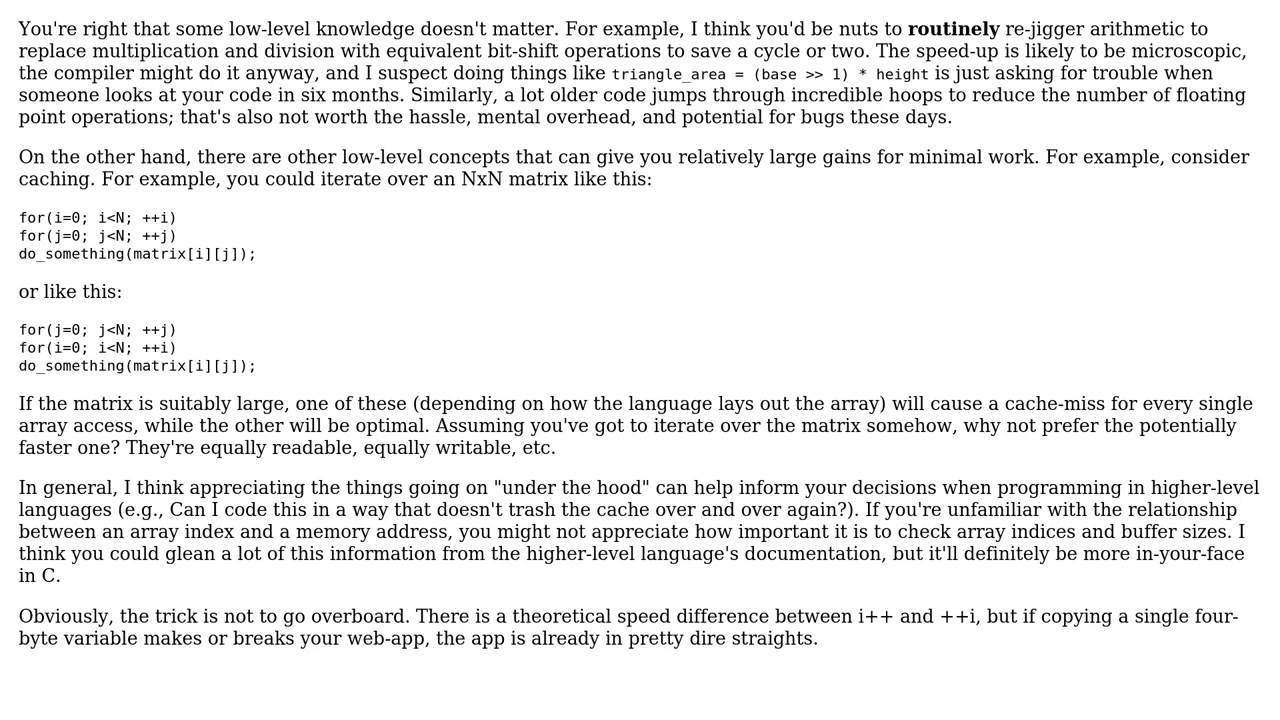 You're right that some low-level knowledge doesn't matter. For example, I think you'd be nuts to routinely re-jigger arithmetic to
replace multiplication and division with equivalent bit-shift operations to save a cycle or two. The speed-up is likely to be microscopic,
the compiler might do it anyway, and I suspect doing things like triangle_area = (base >> 1) * height is just asking for trouble when
someone looks at your code in six months. Similarly, a lot older code jumps through incredible hoops to reduce the number of floating
point operations; that's also not worth the hassle, mental overhead, and potential for bugs these days.
On the other hand, there are other low-level concepts that can give you relatively large gains for minimal work. For example, consider
caching. For example, you could iterate over an NxN matrix like this:
for(i=0; i<N; ++i)
for(j=0; j<N; ++j)
do_something(matrix[i][j]);
or like this:
for(j=0; j<N; ++j)
for(i=0; i<N; ++i)
do_something(matrix[i][j]);
If the matrix is suitably large, one of these (depending on how the language lays out the array) will cause a cache-miss for every single
array access, while the other will be optimal. Assuming you've got to iterate over the matrix somehow, why not prefer the potentially
faster one? They're equally readable, equally writable, etc.
In general, I think appreciating the things going on "under the hood" can help inform your decisions when programming in higher-level
languages (e.g., Can I code this in a way that doesn't trash the cache over and over again?). If you're unfamiliar with the relationship
between an array index and a memory address, you might not appreciate how important it is to check array indices and buffer sizes. I
think you could glean a lot of this information from the higher-level language's documentation, but it'll definitely be more in-your-face
in C.
Obviously, the trick is not to go overboard. There is a theoretical speed difference between i++ and ++i, but if copying a single four-
byte variable makes or breaks your web-app, the app is already in pretty dire straights.